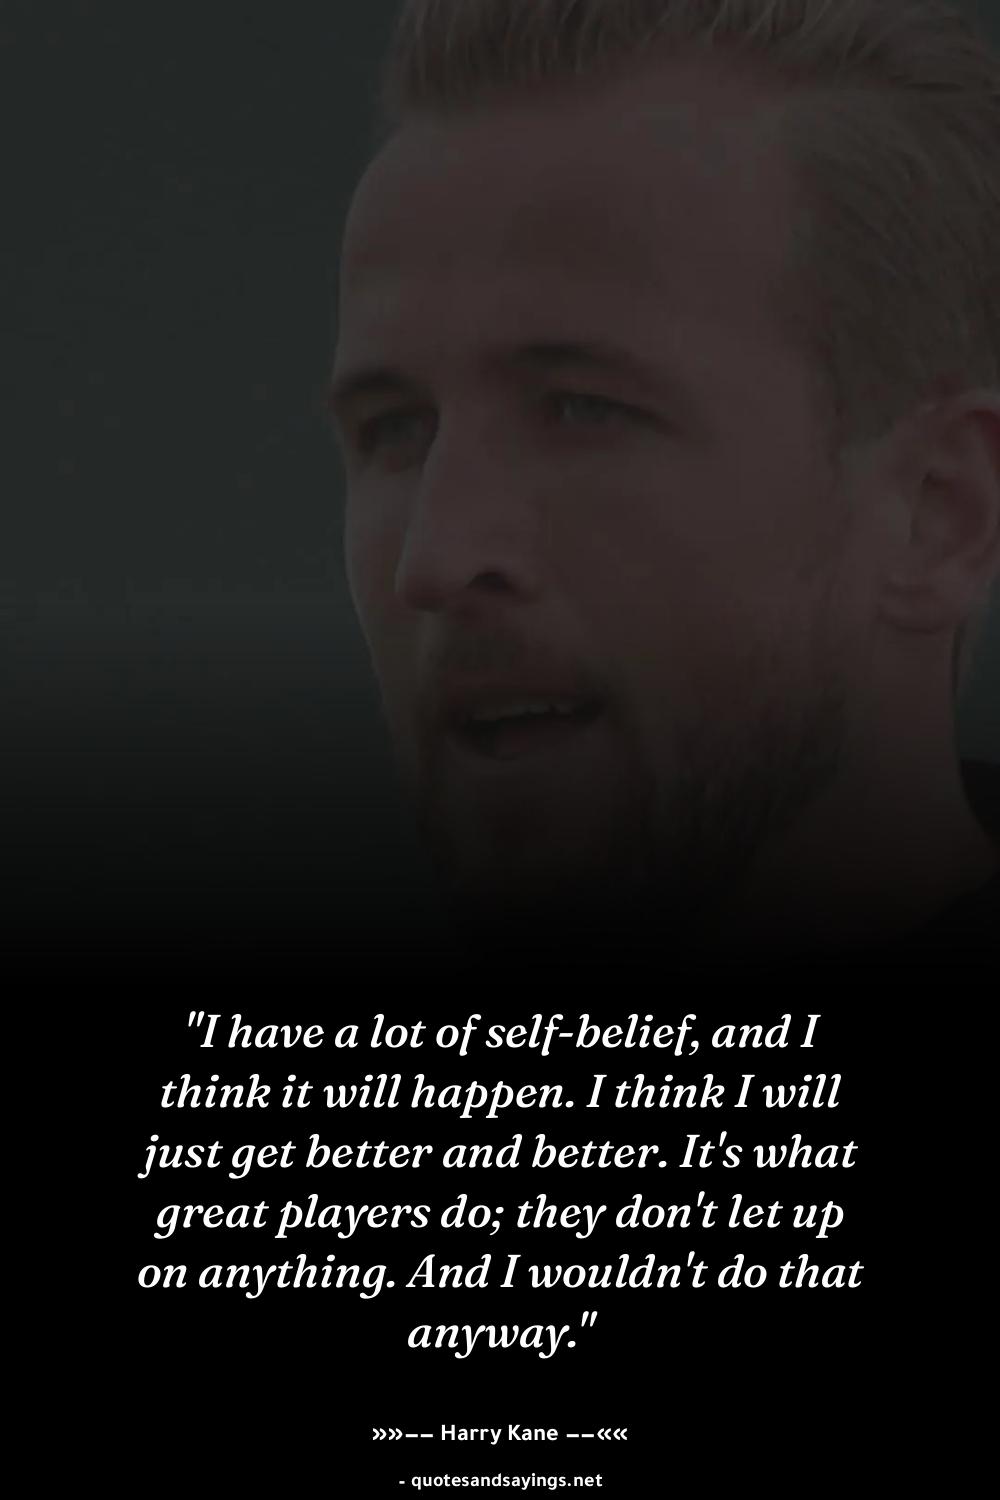 "I have a lot of self-belief, and I
think it will happen. I think I will
just get better and better. It's what
great players do; they don't let up
on anything. And I wouldn't do that
anyway."
»»−− Harry Kane −−««
- quotesandsayings.net